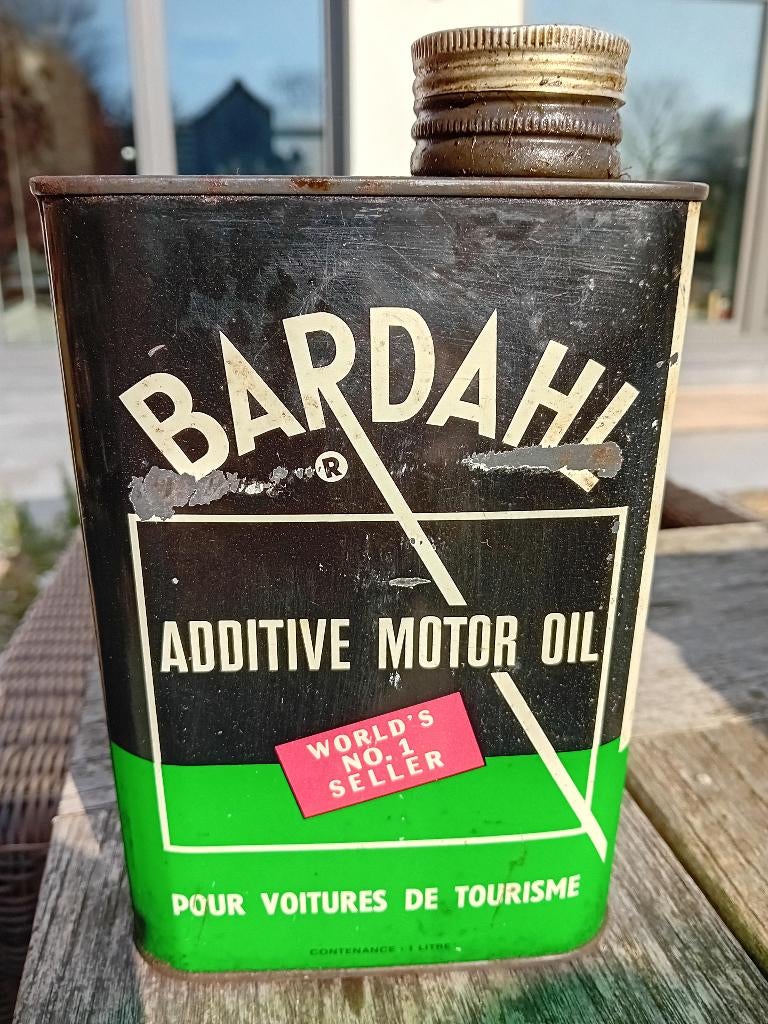 BARDAHL
®
ADDITIVE MOTOR OIL
WORLD'S
NO. 1
SELLER
POUR VOITURES DE TOURISME
CONTENANCE : 1 LITRE